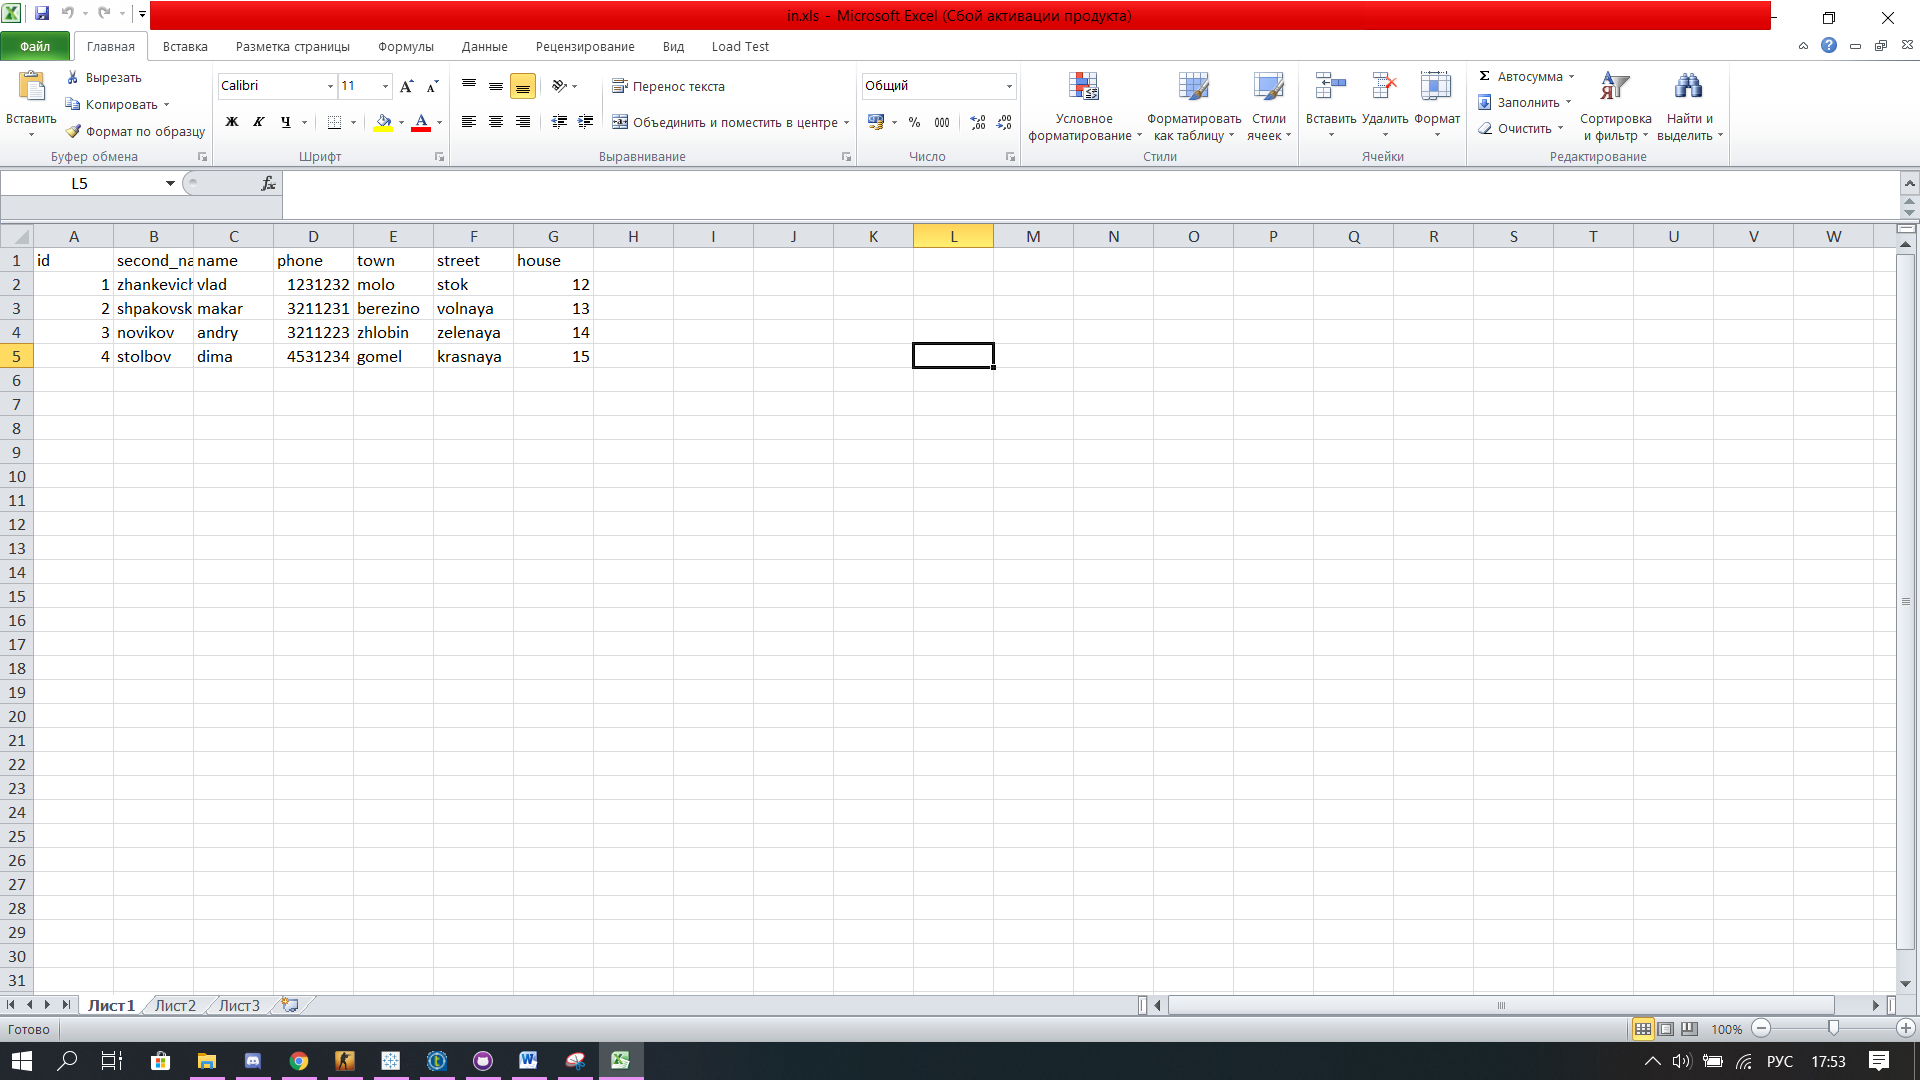 in.xls - Microsoft Excel (Сбой активации продукта)
Файл Главная Вставка Разметка страницы Формулы Данные Рецензирование Вид Load Test
Вставить
Вырезать
Копировать
Формат по образцу
Буфер обмена
Calibri 11
Ж К Ч А
Шрифт
Перенос текста
Объединить и поместить в центре
Выравнивание
Общий
% 000
Число
Условное форматирование
Форматировать как таблицу
Стили ячеек
Стили
Вставить Удалить Формат
Ячейки
Σ Автосумма
Заполнить
Очистить
Сортировка и фильтр
Найти и выделить
Редактирование
L5 fx
A B C D E F G H I J K L M N O P Q R S T U V W
1 id second_na name phone town street house
2 1 zhankevich vlad 1231232 molo stok 12
3 2 shpakovsk makar 3211231 berezino volnaya 13
4 3 novikov andry 3211223 zhlobin zelenaya 14
5 4 stolbov dima 4531234 gomel krasnaya 15
6
7
8
9
10
11
12
13
14
15
16
17
18
19
20
21
22
23
24
25
26
27
28
29
30
31
Лист1 Лист2 Лист3
Готово 100%
РУС 17:53